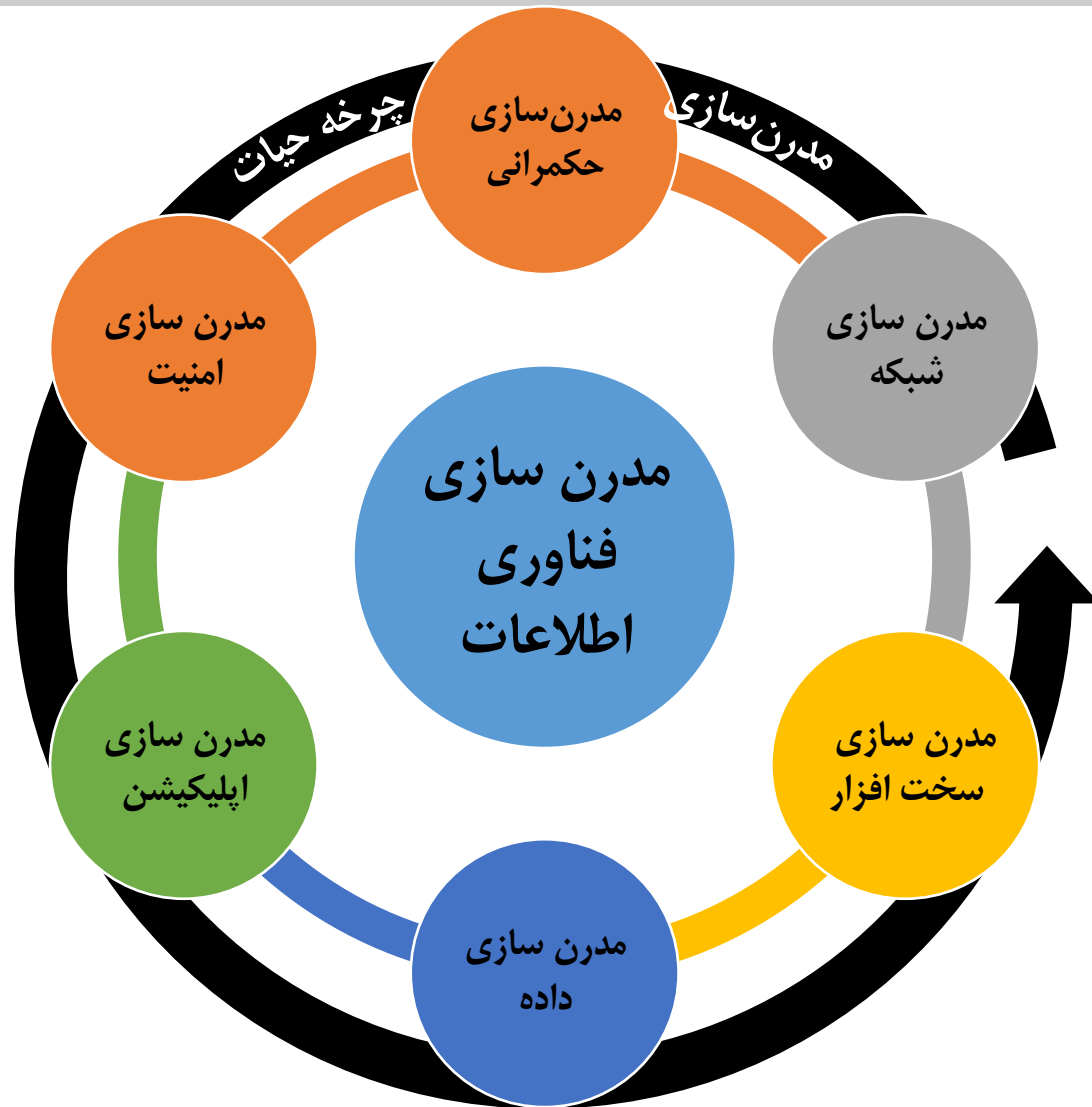 چرخه حیات
مدرن‌سازی
مدرن‌سازی
حکمرانی
مدرن سازی
شبکه
مدرن سازی
سخت افزار
مدرن سازی
داده
مدرن سازی
اپلیکیشن
مدرن سازی
امنیت
مدرن سازی
فناوری
اطلاعات